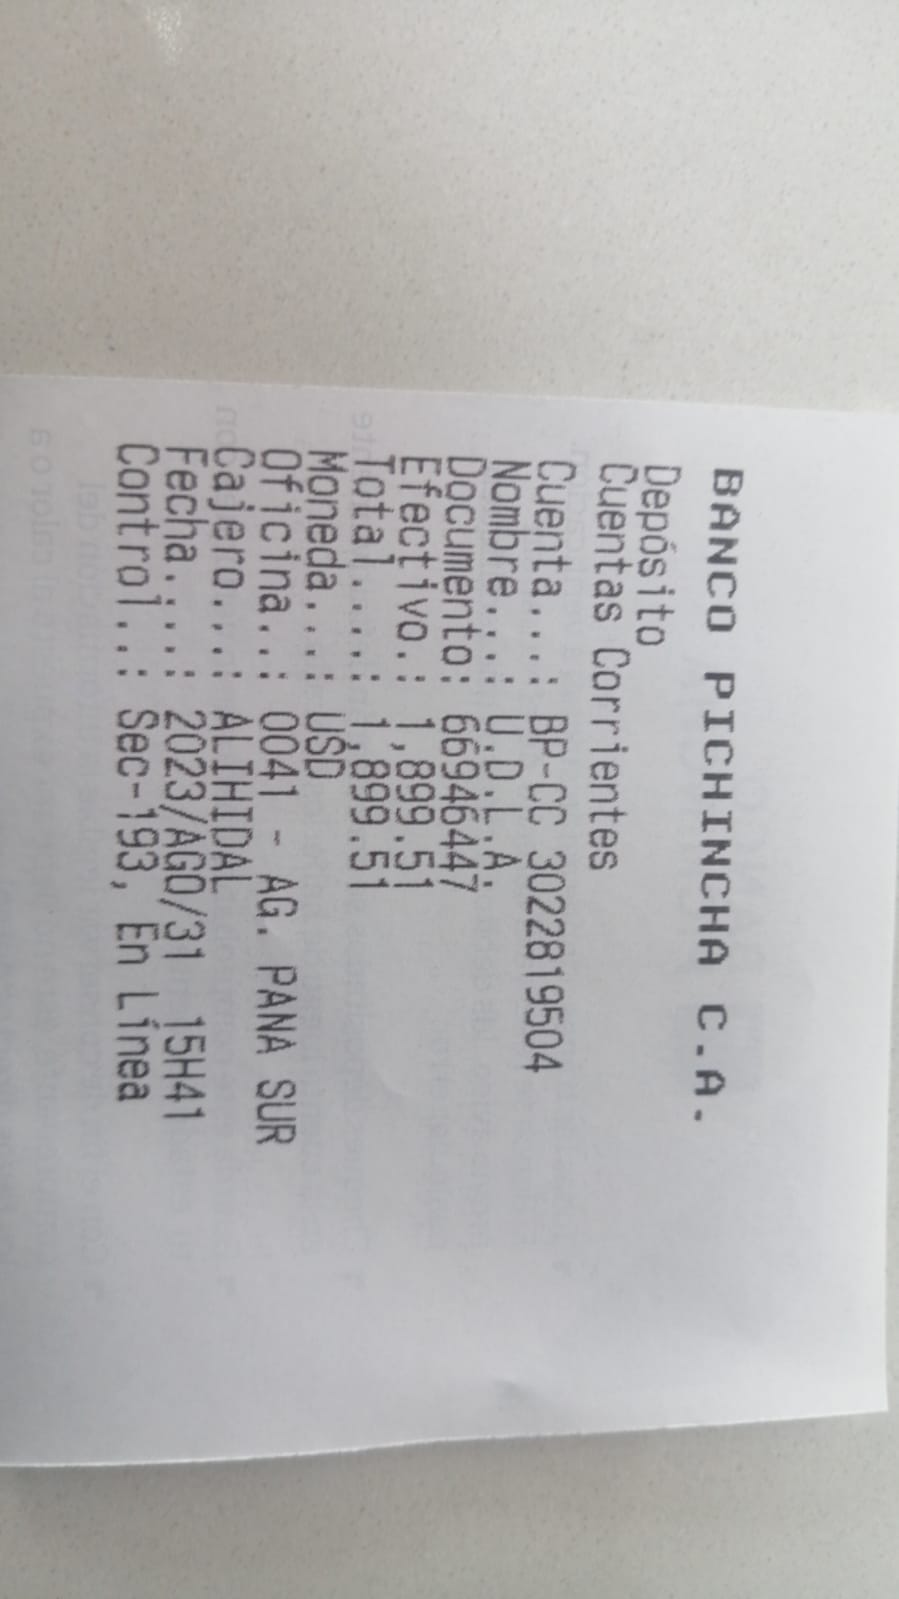 BANCO PICHINCHA C.A.
Depósito
Cuentas Corrientes
Cuenta...: BP-CC 3022819504
Nombre...: U.D.L.A.
Documento: 66946447
Efectivo.: 1,899.51
Total....: 1,899.51
Moneda...: USD
Oficina..: 0041 - AG. PANA SUR
Cajero...: ALIHIDAL
Fecha....: 2023/AGO/31 15H41
Control..: Sec-193, En Línea